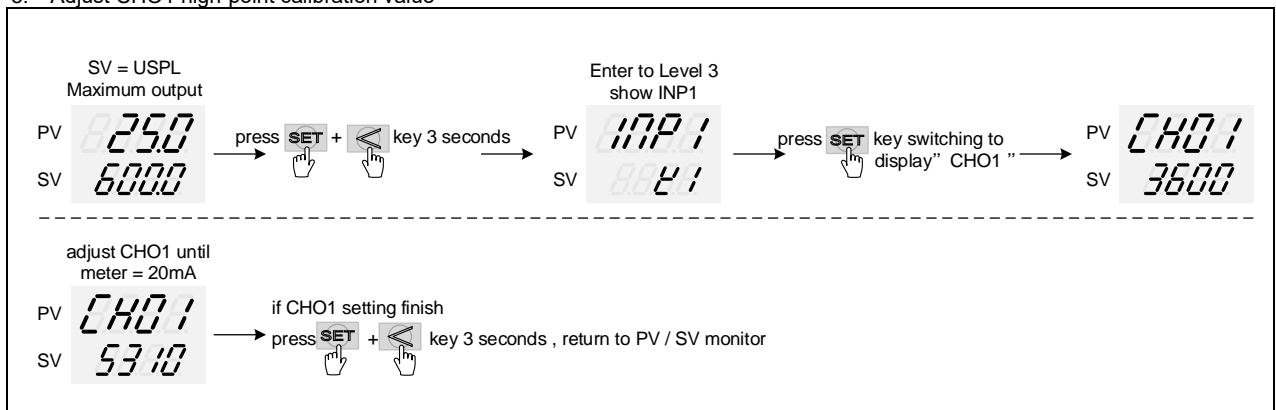 Adjust CHO1 high-point calibration value
SV = USPL
Maximum output
PV 25.0
SV 600.0
press SET + < key 3 seconds
Enter to Level 3
show INP1
PV INP1
SV K1
press SET key switching to
display” CHO1 ”
PV CHO1
SV 3600
adjust CHO1 until
meter = 20mA
PV CHO1
SV 5310
if CHO1 setting finish
press SET + < key 3 seconds , return to PV / SV monitor